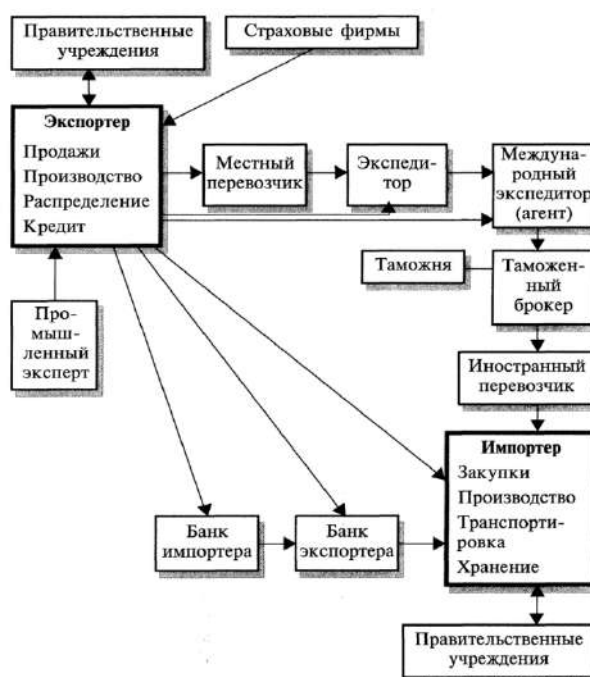 Правительственные
учреждения
Страховые фирмы
Экспортер
Продажи
Производство
Распределение
Кредит
Местный
перевозчик
Экспеди-
тор
Междуна-
родный
экспедитор
(агент)
Таможня
Таможен-
ный
брокер
Про-
мыш-
ленный
эксперт
Иностранный
перевозчик
Импортер
Закупки
Производство
Транспорти-
ровка
Хранение
Банк
импортера
Банк
экспортера
Правительственные
учреждения